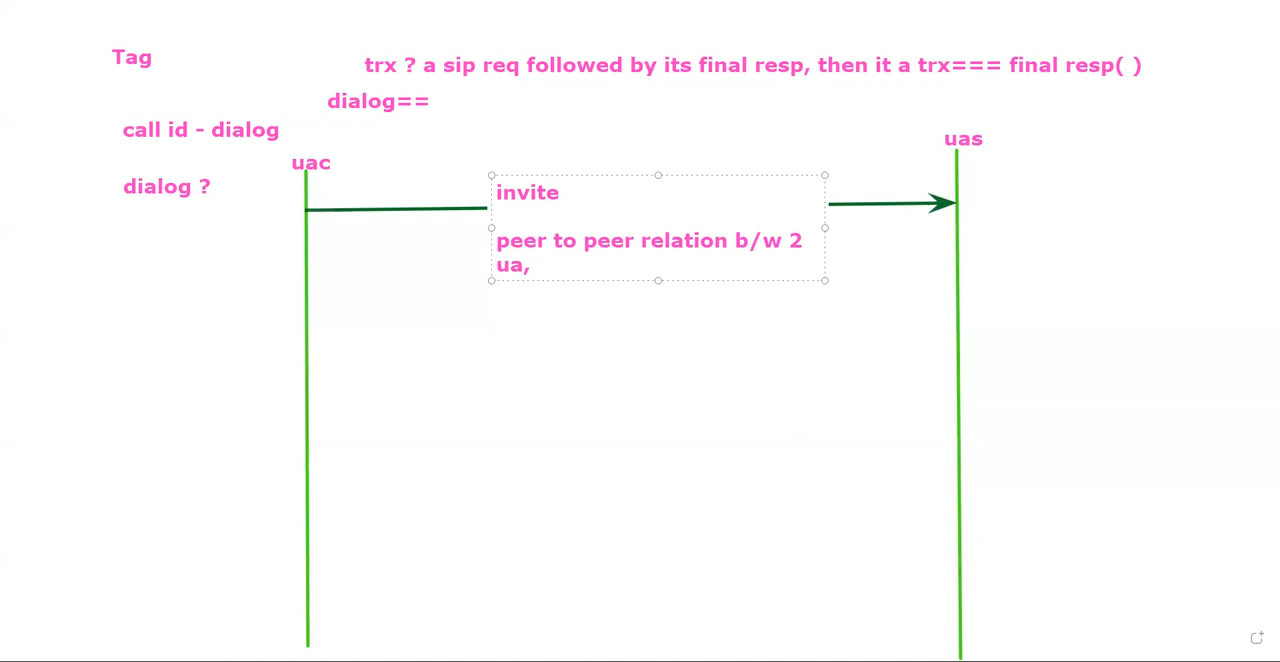 Tag
trx ? a sip req followed by its final resp, then it a trx=== final resp( )
dialog==
call id - dialog
uas
uac
dialog ?
invite
peer to peer relation b/w 2
ua,